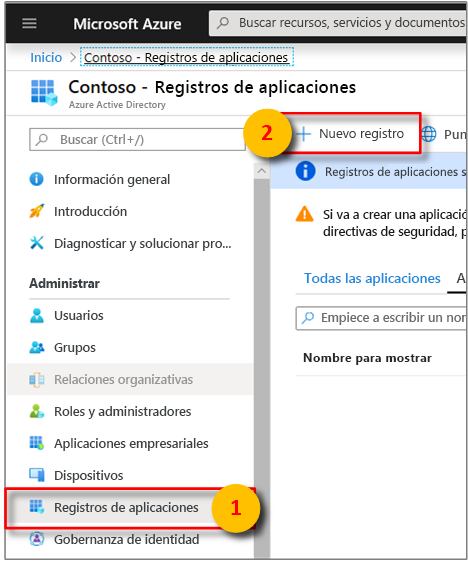 Microsoft Azure
Buscar recursos, servicios y documentos
Inicio > Contoso - Registros de aplicaciones
Contoso - Registros de aplicaciones
Azure Active Directory
Buscar (Ctrl+/)
2
Nuevo registro
Pun
Información general
Registros de aplicaciones s
Introducción
Si va a crear una aplicació
directivas de seguridad, p
Diagnosticar y solucionar pro...
Todas las aplicaciones
A
Administrar
Usuarios
Empiece a escribir un nom
Grupos
Nombre para mostrar
Relaciones organizativas
Roles y administradores
Aplicaciones empresariales
Dispositivos
Registros de aplicaciones
1
Gobernanza de identidad